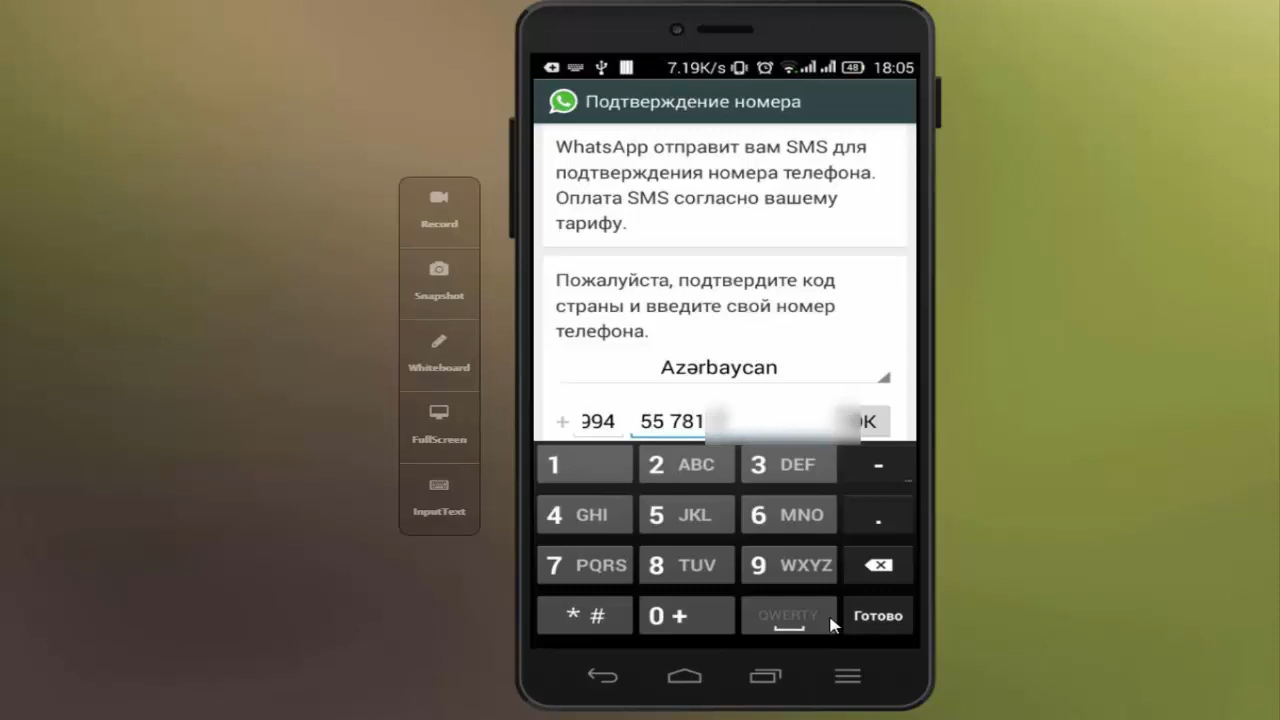 7.19K/s 48 18:05
Подтверждение номера
WhatsApp отправит вам SMS для
подтверждения номера телефона.
Оплата SMS согласно вашему
тарифу.
Пожалуйста, подтвердите код
страны и введите свой номер
телефона.
Azərbaycan
+ 994 55 781
1 2 ABC 3 DEF -
4 GHI 5 JKL 6 MNO .
7 PQRS 8 TUV 9 WXYZ
* # 0 + QWERTY Готово
Record
Snapshot
Whiteboard
FullScreen
InputText